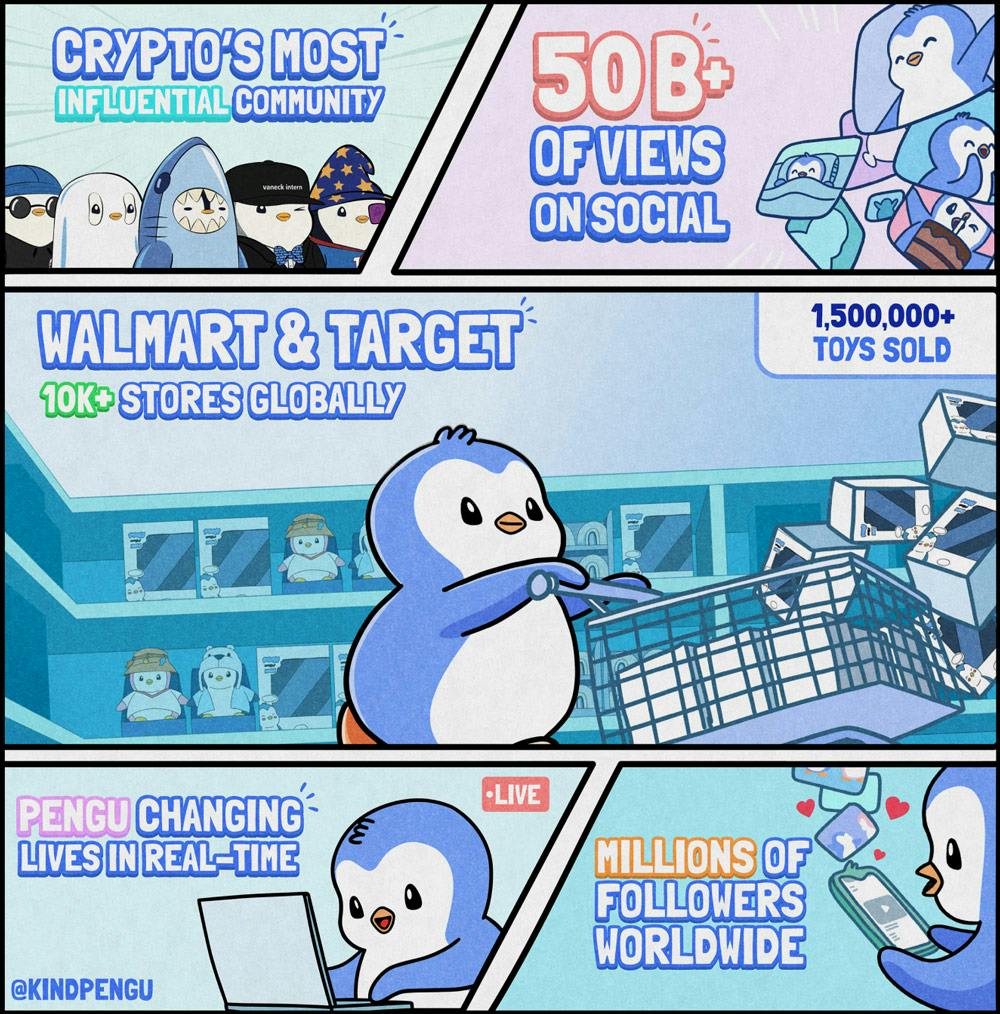 CRYPTO'S MOST
INFLUENTIAL COMMUNITY
vaneck intern
50B+
OF VIEWS
ON SOCIAL
WALMART & TARGET
10K+ STORES GLOBALLY
1,500,000+
TOYS SOLD
PENGU CHANGING
LIVES IN REAL-TIME
•LIVE
@KINDPENGU
MILLIONS OF
FOLLOWERS
WORLDWIDE